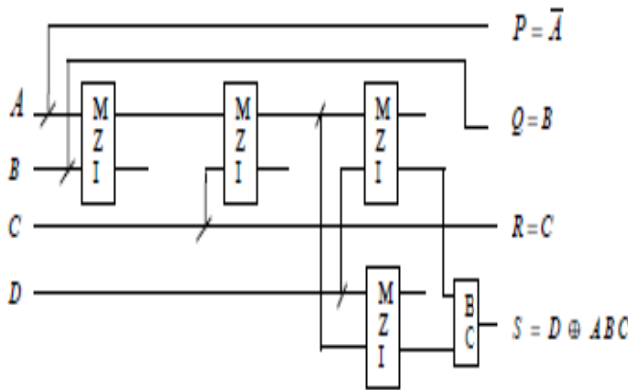 P = A̅
A
M Z I
M Z I
M Z I
Q = B
B
C
R = C
D
M Z I
B C
S = D ⊕ ABC